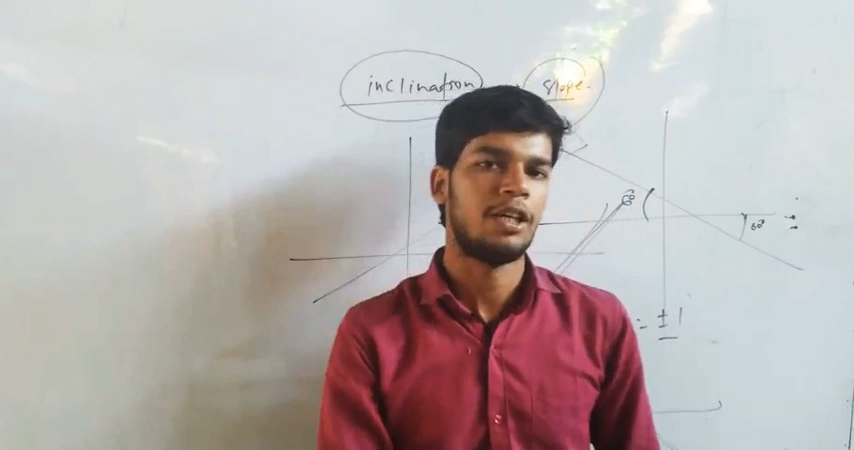 inclination slope.
60°
= ±1